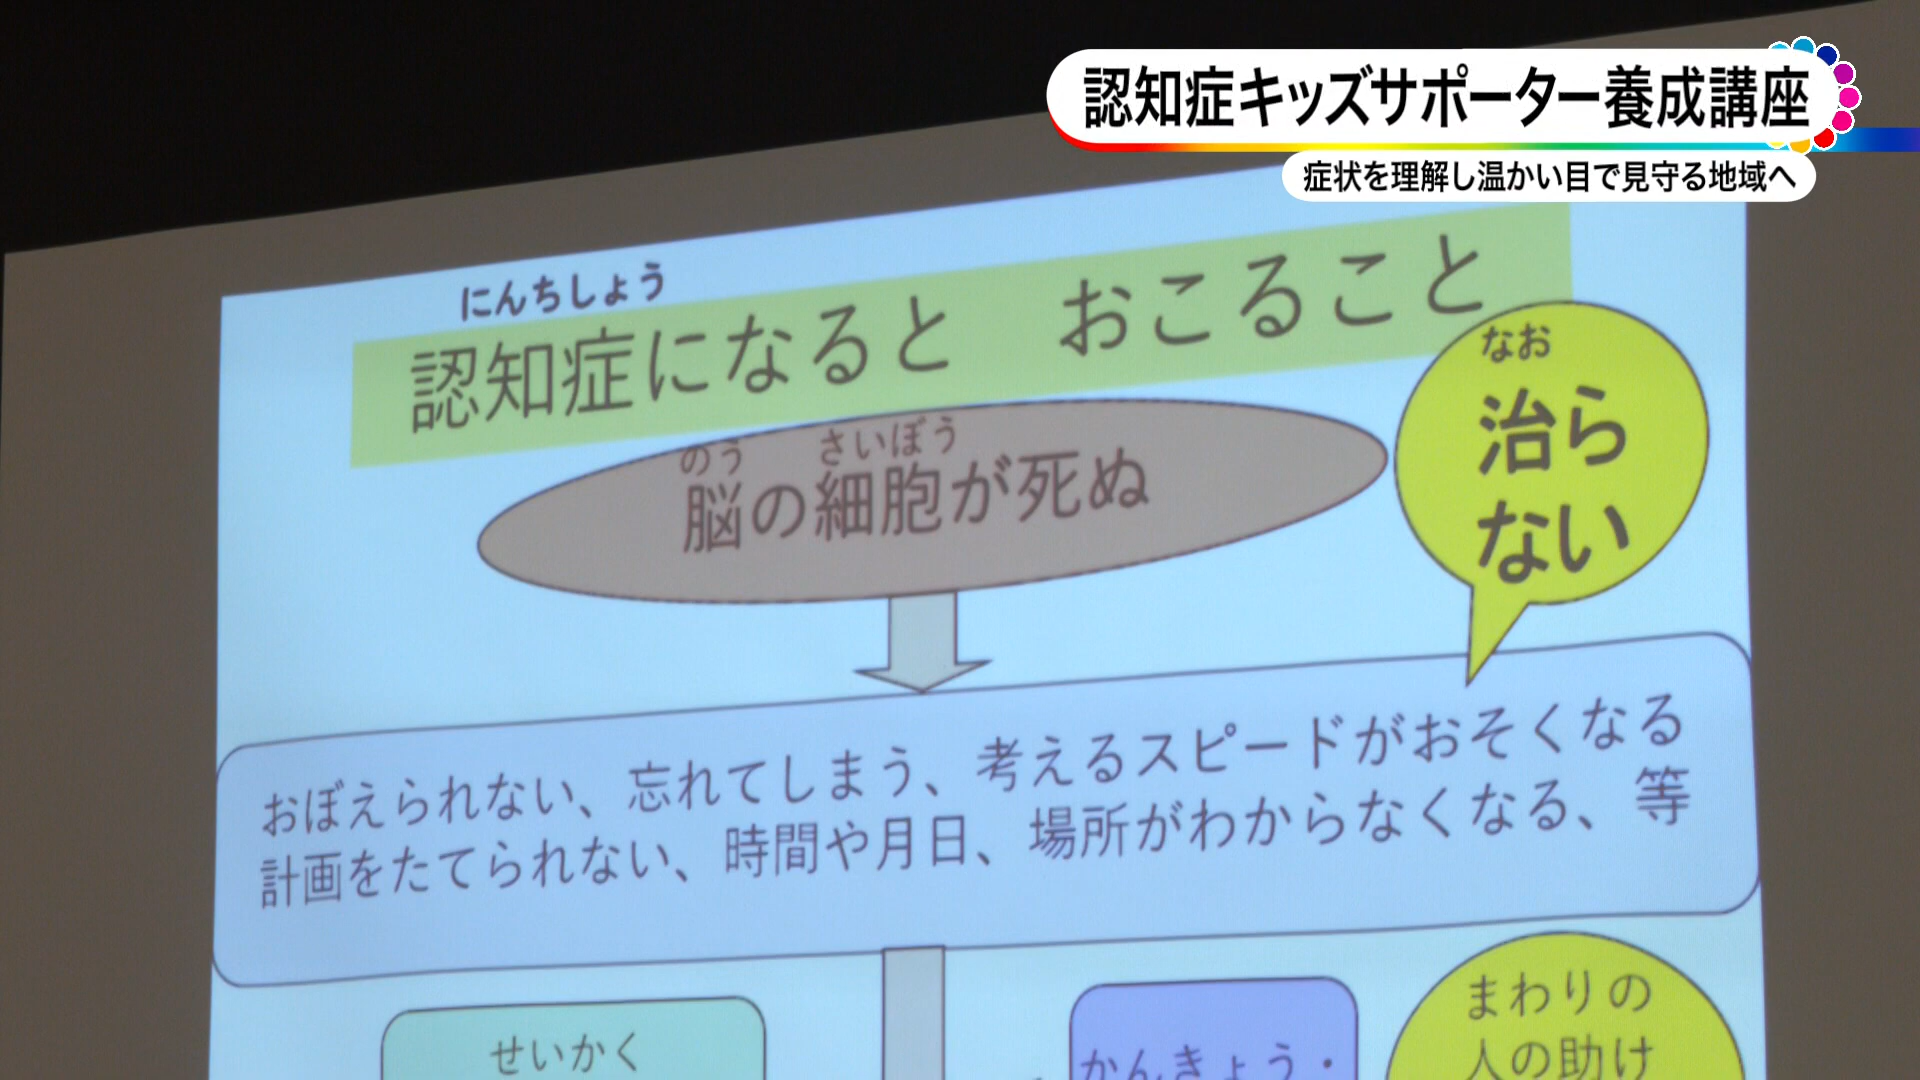 認知症キッズサポーター養成講座
症状を理解し温かい目で見守る地域へ
にんちしょう
認知症になると　おこること
なお
治ら
ない
のう　さいぼう
脳の細胞が死ぬ
おぼえられない、忘れてしまう、考えるスピードがおそくなる
計画をたてられない、時間や月日、場所がわからなくなる、等
せいかく
かんきょう・
まわりの
人の助け